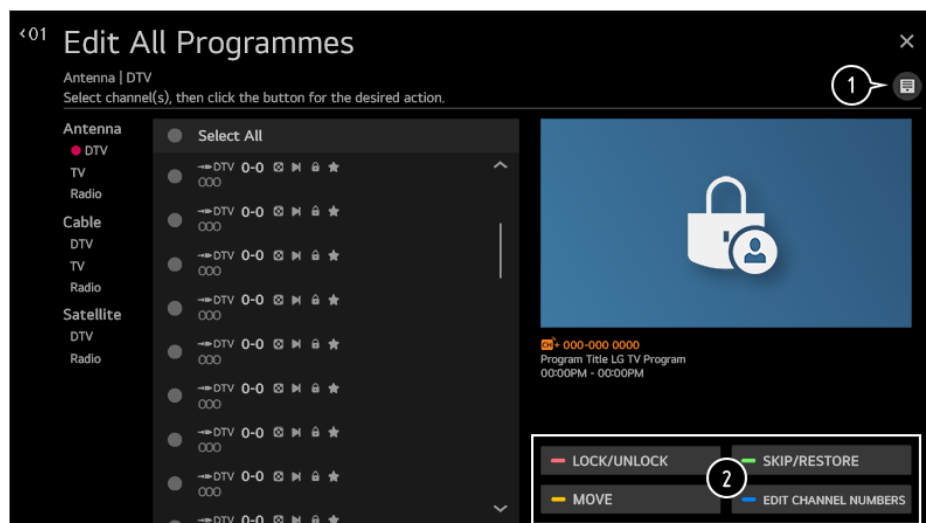 <01 Edit All Programmes
Antenna | DTV
Select channel(s), then click the button for the desired action.
1
Antenna
DTV
TV
Radio
Cable
DTV
TV
Radio
Satellite
DTV
Radio
Select All
DTV 0-0
000
DTV 0-0
000
DTV 0-0
000
DTV 0-0
000
DTV 0-0
000
DTV 0-0
000
DTV 0-0
000
DTV 0-0
000
DTV 0-0
CH+ 000-000 0000
Program Title LG TV Program
00:00PM - 00:00PM
LOCK/UNLOCK
SKIP/RESTORE
2
MOVE
EDIT CHANNEL NUMBERS